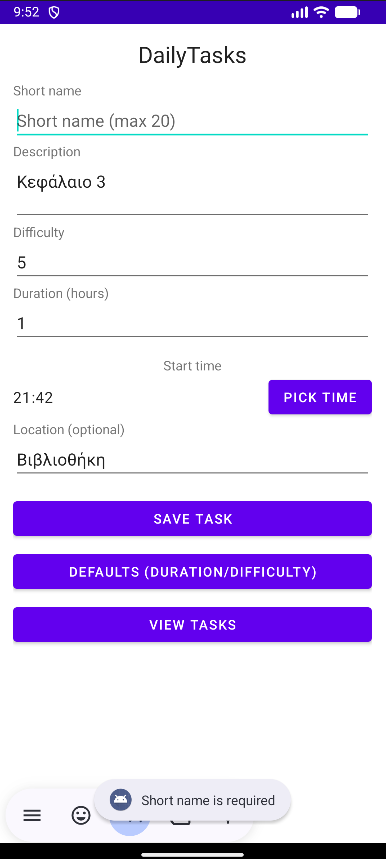 9:52
DailyTasks
Short name
Short name (max 20)
Description
Κεφάλαιο 3
Difficulty
5
Duration (hours)
1
Start time
21:42
PICK TIME
Location (optional)
Βιβλιοθήκη
SAVE TASK
DEFAULTS (DURATION/DIFFICULTY)
VIEW TASKS
Short name is required